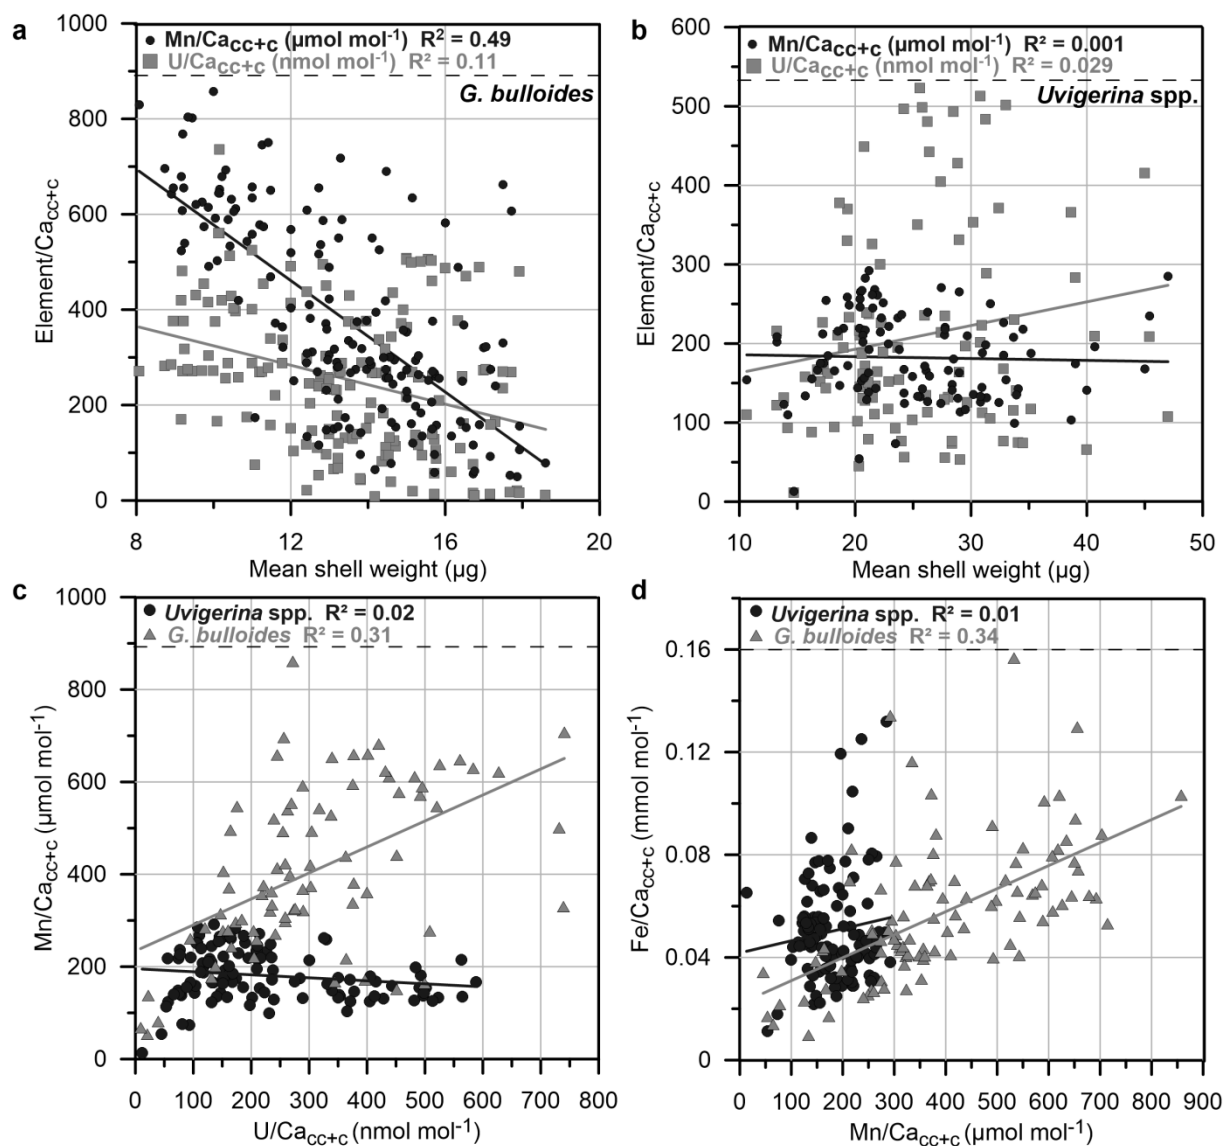 a
Mn/Ca_CC+C (μmol mol⁻¹) R² = 0.49
U/Ca_CC+C (nmol mol⁻¹) R² = 0.11
G. bulloides
1000
800
600
400
200
0
Element/Ca_CC+C
8 12 16 20
Mean shell weight (μg)
b
Mn/Ca_CC+C (μmol mol⁻¹) R² = 0.001
U/Ca_CC+C (nmol mol⁻¹) R² = 0.029
Uvigerina spp.
600
500
400
300
200
100
0
Element/Ca_CC+C
10 20 30 40 50
Mean shell weight (μg)
c
Uvigerina spp. R² = 0.02
G. bulloides R² = 0.31
1000
800
600
400
200
0
Mn/Ca_CC+C (μmol mol⁻¹)
0 100 200 300 400 500 600 700 800
U/Ca_CC+C (nmol mol⁻¹)
d
Uvigerina spp. R² = 0.01
G. bulloides R² = 0.34
0.16
0.12
0.08
0.04
0
Fe/Ca_CC+C (mmol mol⁻¹)
0 100 200 300 400 500 600 700 800 900
Mn/Ca_CC+C (μmol mol⁻¹)